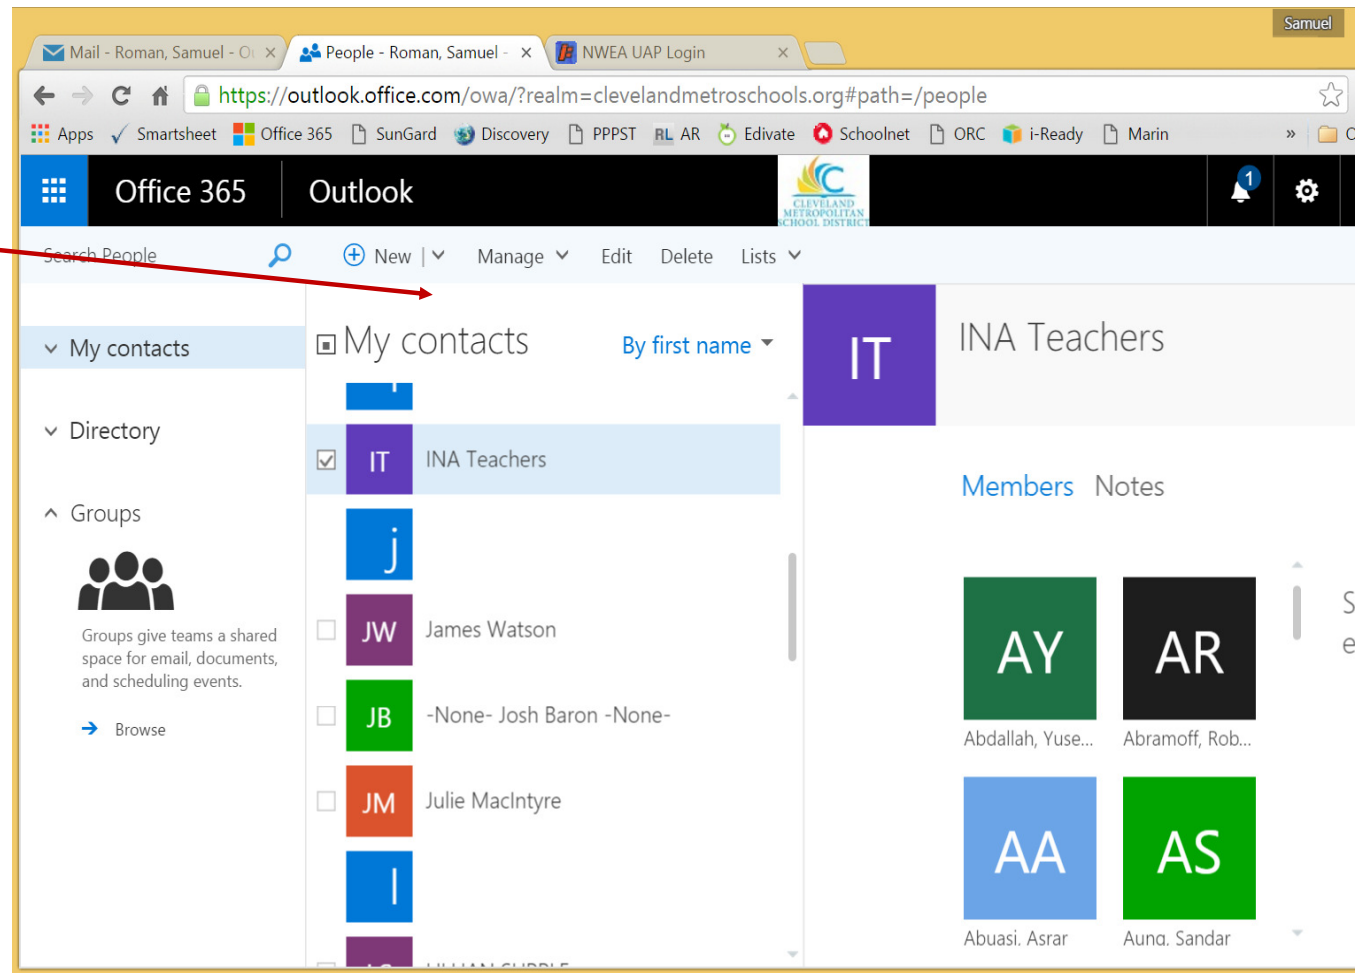 Samuel
Mail - Roman, Samuel - O
People - Roman, Samuel -
NWEA UAP Login
https://outlook.office.com/owa/?realm=clevelandmetroschools.org#path=/people
Apps Smartsheet Office 365 SunGard Discovery PPPST RL AR Edivate Schoolnet ORC i-Ready Marin » O
Office 365 Outlook
CLEVELAND
METROPOLITAN
SCHOOL DISTRICT
1
Search People
New Manage Edit Delete Lists
My contacts
Directory
Groups
Groups give teams a shared
space for email, documents,
and scheduling events.
Browse
My contacts By first name
IT INA Teachers
j
JW James Watson
JB -None- Josh Baron -None-
JM Julie MacIntyre
l
IT INA Teachers
Members Notes
AY AR
Abdallah, Yuse... Abramoff, Rob...
AA AS
Abuasi, Asrar Aung, Sandar
S
e